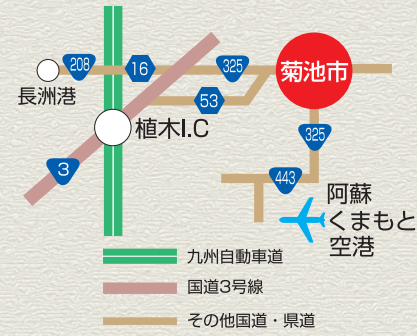 208
16
325
菊池市
長洲港
53
植木I.C
325
3
443
阿蘇
くまもと
空港
九州自動車道
国道3号線
その他国道・県道